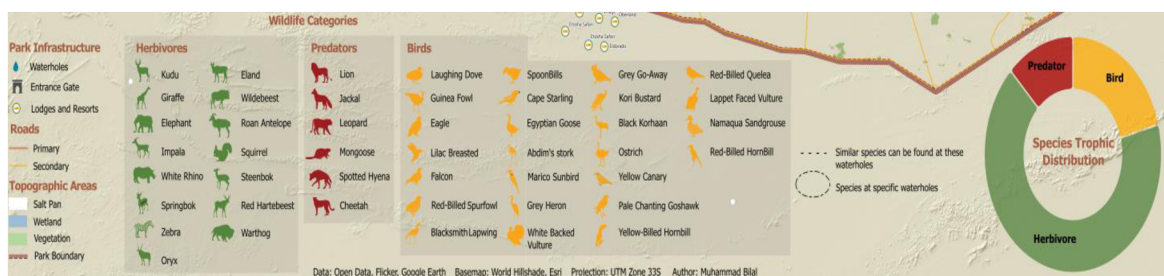 Wildlife Categories
Park Infrastructure
Waterholes
Entrance Gate
Lodges and Resorts
Roads
Primary
Secondary
Topographic Areas
Salt Pan
Wetland
Vegetation
Park Boundary
Herbivores
Kudu
Giraffe
Elephant
Impala
White Rhino
Springbok
Zebra
Oryx
Eland
Wildebeest
Roan Antelope
Squirrel
Steenbok
Red Hartebeest
Warthog
Predators
Lion
Jackal
Leopard
Mongoose
Spotted Hyena
Cheetah
Birds
Laughing Dove
Guinea Fowl
Eagle
Lilac Breasted
Falcon
Red-Billed Spurfowl
Blacksmith Lapwing
SpoonBills
Cape Starling
Egyptian Goose
Abdim's stork
Marico Sunbird
Grey Heron
White Backed
Vulture
Grey Go-Away
Kori Bustard
Black Korhaan
Ostrich
Yellow Canary
Pale Chanting Goshawk
Yellow-Billed Hornbill
Red-Billed Quelea
Lappet Faced Vulture
Namaqua Sandgrouse
Red-Billed HornBill
Similar species can be found at these
waterholes
Species at specific waterholes
Predator
Bird
Species Trophic
Distribution
Herbivore
Data: Open Data, Flicker, Google Earth Basemap: World Hillshade, Esri Projection: UTM Zone 33S Author: Muhammad Bilal